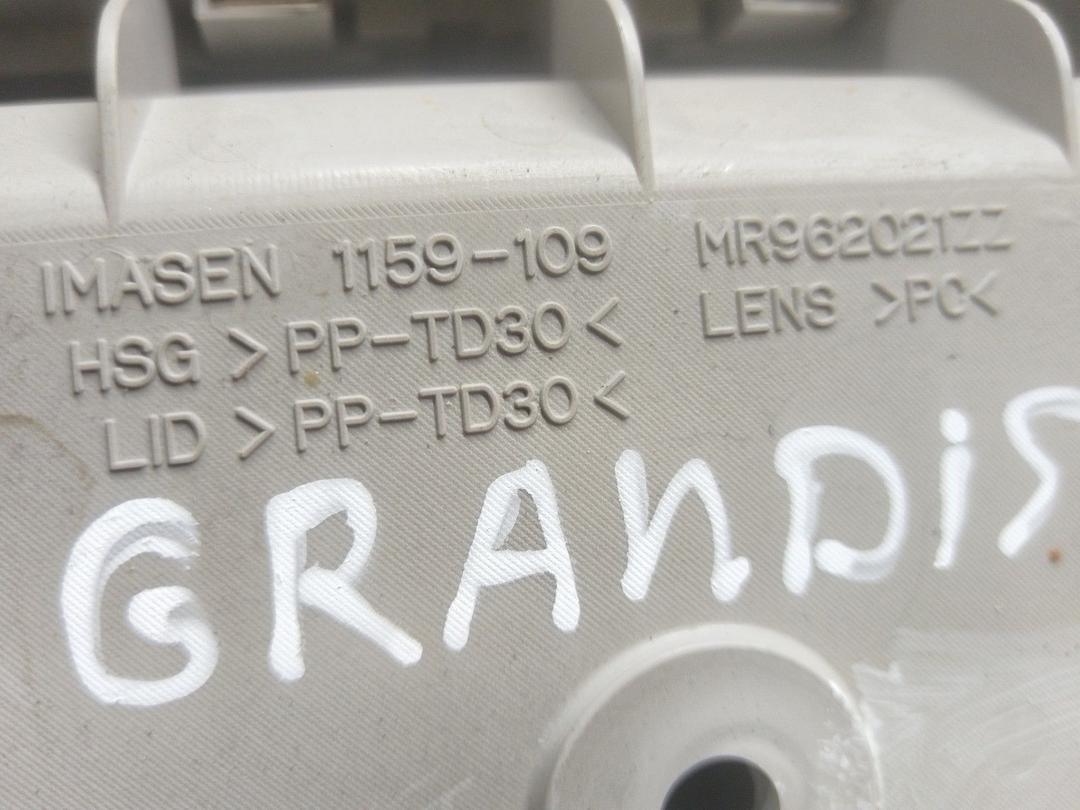 IMASEN 1159-109 MR962021ZZ
HSG >PP-TD30< LENS >PC<
LID >PP-TD30<
GRANDiS